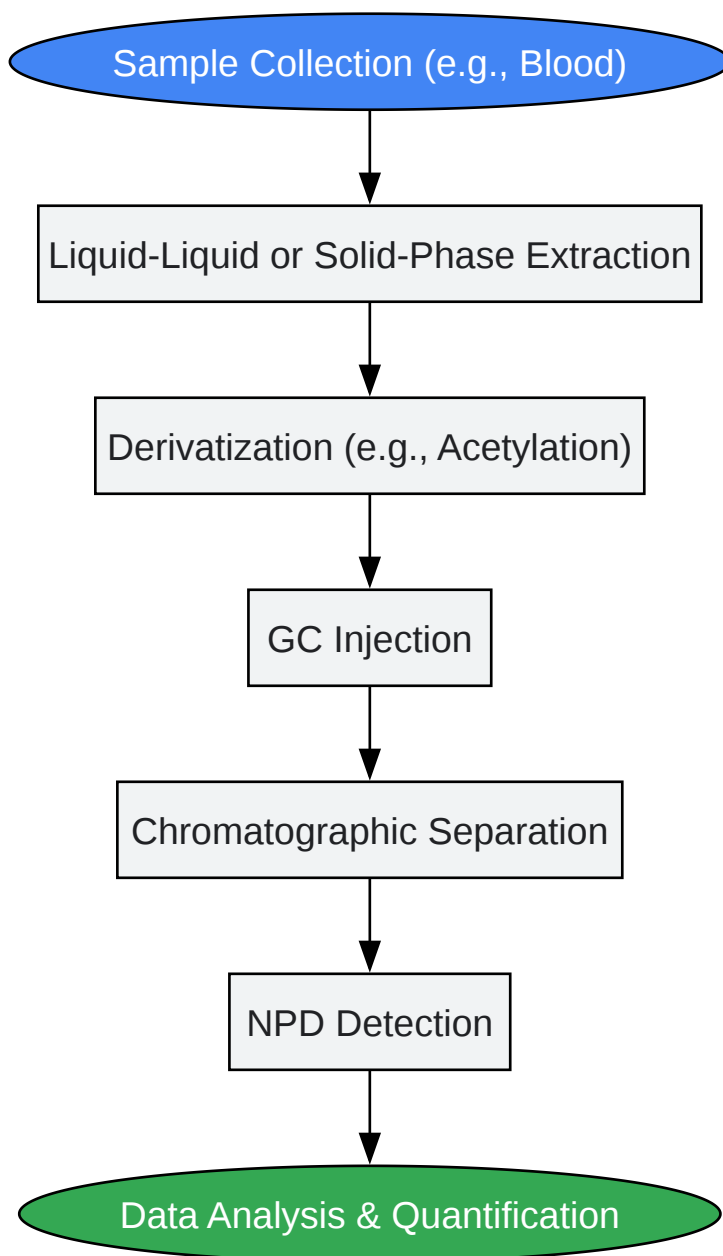 Sample Collection (e.g., Blood)
Liquid-Liquid or Solid-Phase Extraction
Derivatization (e.g., Acetylation)
GC Injection
Chromatographic Separation
NPD Detection
Data Analysis & Quantification